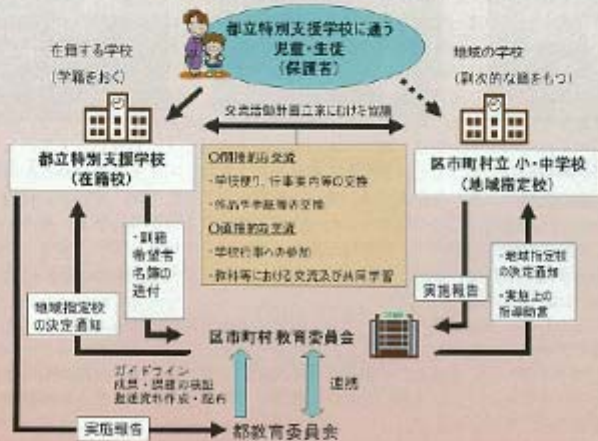 都立特別支援学校に通う
児童・生徒
(保護者)
在籍する学校
(学籍をおく)
地域の学校
(副次的な籍をもつ)
交流活動計画立案における協議
都立特別支援学校
(在籍校)
区市町村立 小・中学校
(地域指定校)
〇間接的な交流
・学校便り、行事案内等の交換
・作品や手紙等の交換
〇直接的な交流
・学校行事への参加
・教科等における交流及び共同学習
・副籍
希望者
名簿の
送付
地域指定校
の決定通知
実施報告
・地域指定校
の決定通知
・実施上の
指導助言
区市町村教育委員会
ガイドライン
成果・課題の検証
推進資料作成・配布
連携
実施報告
都教育委員会